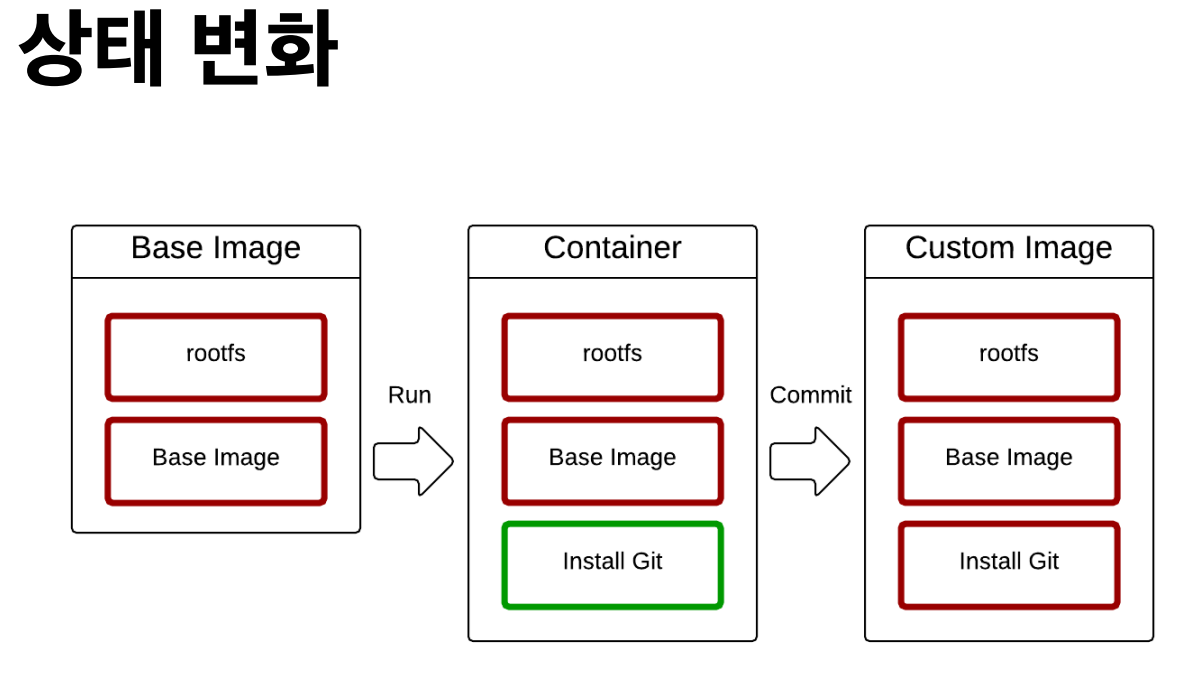 상태 변화
Base Image
rootfs
Base Image
Run
Container
rootfs
Base Image
Install Git
Commit
Custom Image
rootfs
Base Image
Install Git